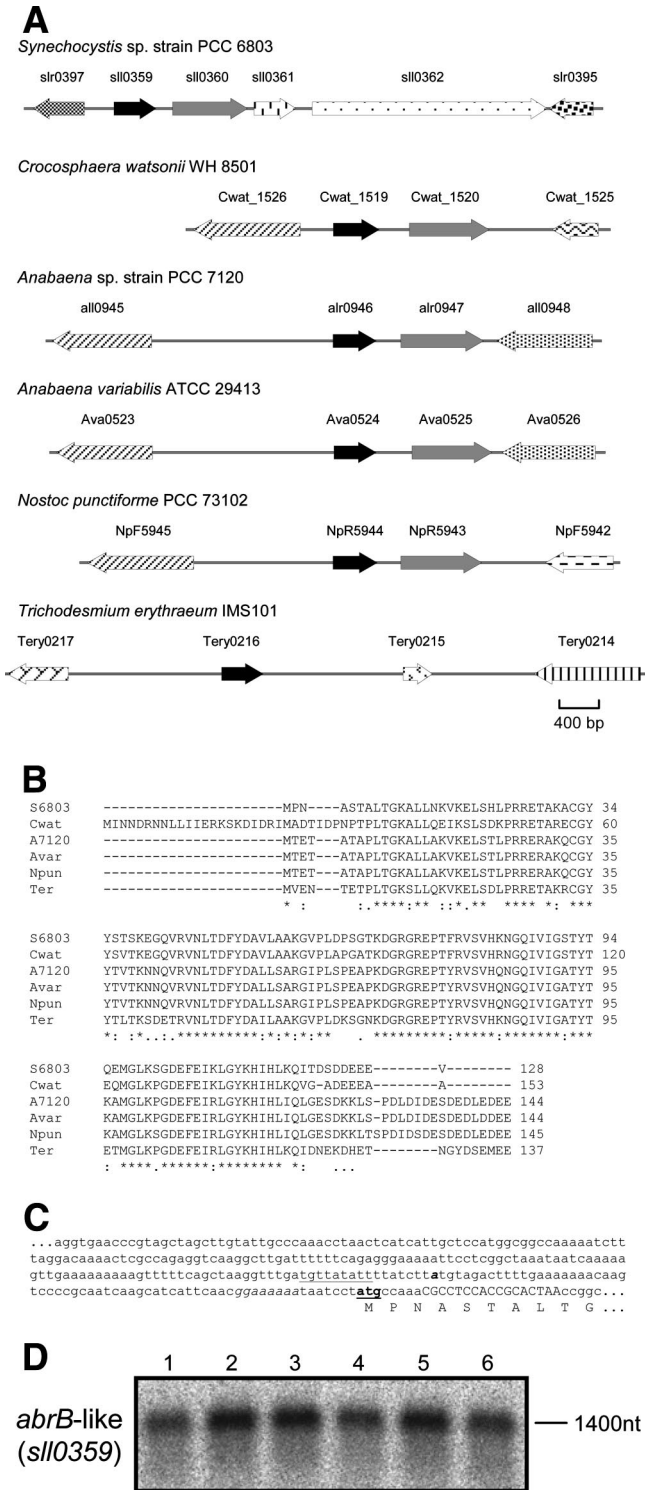 A
Synechocystis sp. strain PCC 6803
slr0397 sll0359 sll0360 sll0361 sll0362 slr0395
Crocosphaera watsonii WH 8501
Cwat_1526 Cwat_1519 Cwat_1520 Cwat_1525
Anabaena sp. strain PCC 7120
all0945 alr0946 alr0947 all0948
Anabaena variabilis ATCC 29413
Ava0523 Ava0524 Ava0525 Ava0526
Nostoc punctiforme PCC 73102
NpF5945 NpR5944 NpR5943 NpF5942
Trichodesmium erythraeum IMS101
Tery0217 Tery0216 Tery0215 Tery0214
400 bp
B
S6803 ----------------------MPN----ASTALTGKALLNKVKELSHLPRRETAKACGY 34
Cwat MINNDRNNLLIIERKSKDIDRIMADTIDPNPTPLTGKALLQEIKSLSDKPRRETARECGY 60
A7120 ----------------------MTET--ATAPLTGKALLAKVKELSTLPRRERAKQCGY 35
Avar ----------------------MTET--ATAPLTGKALLAKVKELSTLPRRERAKQCGY 35
Npun ----------------------MTET--ATAPLTGKALLAKVKELSTLPRRERAKQCGY 35
Ter ----------------------MVEN--TETPLTGKSLLQKVKELSDLPRRETAKRCGY 35
* : :.****:** ::*.** **** *: ***
S6803 YSTSKEGQVRVNLTDFYDAVLAAKGVPLDPSGTKDGRGREPTFRVSVHKNGQIVIGSTYT 94
Cwat YSVTKEGQVRVNLTDFYDAVLAAKGVPLAPGATKDGRGREPTFRVSVHRNGQIVIGSTYT 120
A7120 YTVTKNNQVRVNLTDFYDALLSARGIPLSPEAPKDGRGREPTYRVSVHQNGQIVIGATYT 95
Avar YTVTKNNQVRVNLTDFYDALLSARGIPLSPEAPKDGRGREPTYRVSVHQNGQIVIGATYT 95
Npun YTVTKNNQVRVNLTDFYDALLSARGIPLSPEAPKDGRGREPTYRVSVHQNGQIVIGATYT 95
Ter YTLTKSDETRVNLTDFYDAILAAKGVPLDKSGNKDGRGREPTYRVSVHKNGQIVIGATYT 95
*: :*..:.**********:*:*:*:** . *********:*****:*******:***
S6803 QEMGLKSGDEFEIKLGYKHIHLKQITDSDDEEE--------V------- 128
Cwat EQMGLKPGDEFEIKLGYKHIHLKQVG-ADEEEA--------A------- 153
A7120 KAMGLKPGDEFEIRLGYKHIHLIQLGESDKKLS-PDLDIDESDEDLEDEE 144
Avar KAMGLKPGDEFEIRLGYKHIHLIQLGESDKKLS-PDLDIDESDEDLDDEE 144
Npun KAMGLKPGDEFEIRLGYKHIHLIQLGESDKKLTSPDIDSDESDEDLEDEE 145
Ter ETMGLKPGDEFEIRLGYKHIHLKQIDNEKDHET--------NGYDSEMEE 137
: ****.******:******** *: ...
C
...aggtgaacccgtagctagcttgtattgcccaaacctaactcatcattgctccatggcggccaaaaatctt
taggacaaaactcgccagaggtcaaggcttgatttttttcagagggaaaaattcctcggctaaataatcaaaaa
gttgaaaaaaaaaagtttttcagctaaggtttgatgttatattttatcttatgtagacttttgaaaaaaacaag
tccccgcaatcaagcatcattcaacggaaaaaataatcctatgccaaaCGCCTCCACCGCACTAACcggc...
M P N A S T A L T G...
D
1 2 3 4 5 6
abrB-like
(sll0359)
1400nt